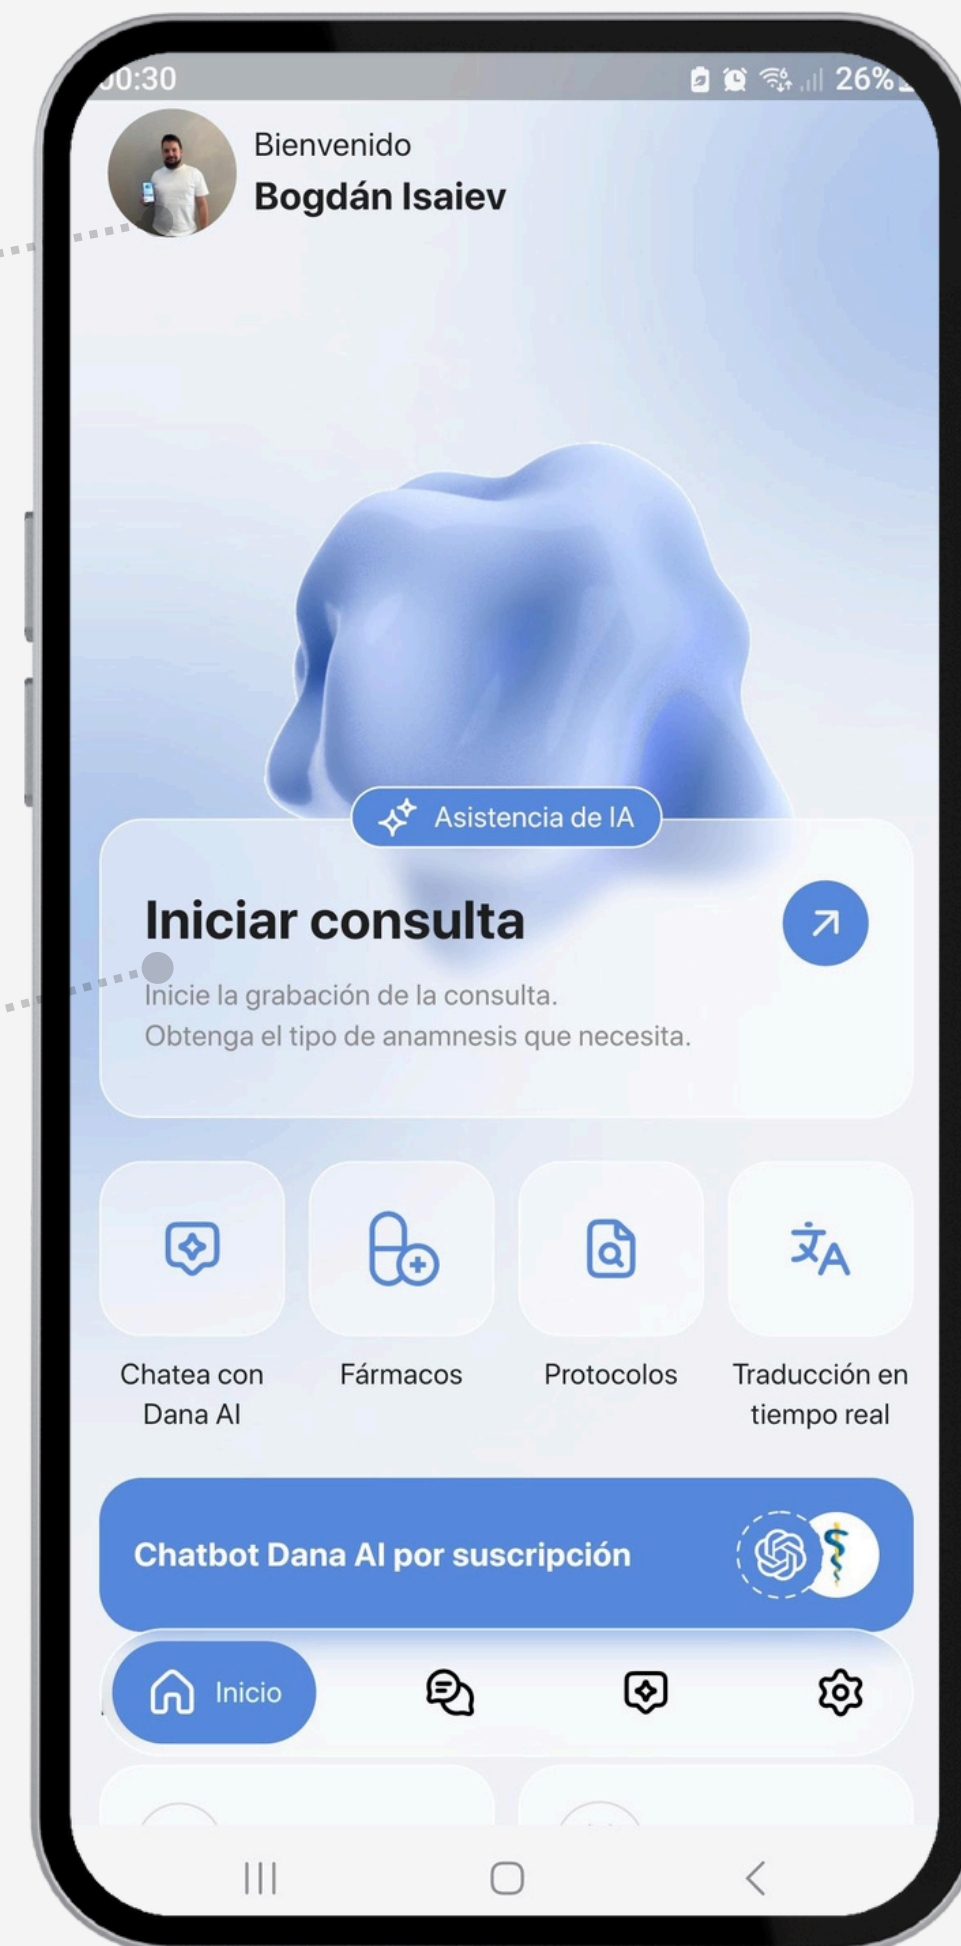 00:30
26%
Bienvenido
Bogdán Isaiev
Asistencia de IA
Iniciar consulta
Inicie la grabación de la consulta.
Obtenga el tipo de anamnesis que necesita.
Chatea con
Dana AI
Fármacos
Protocolos
Traducción en
tiempo real
Chatbot Dana AI por suscripción
Inicio